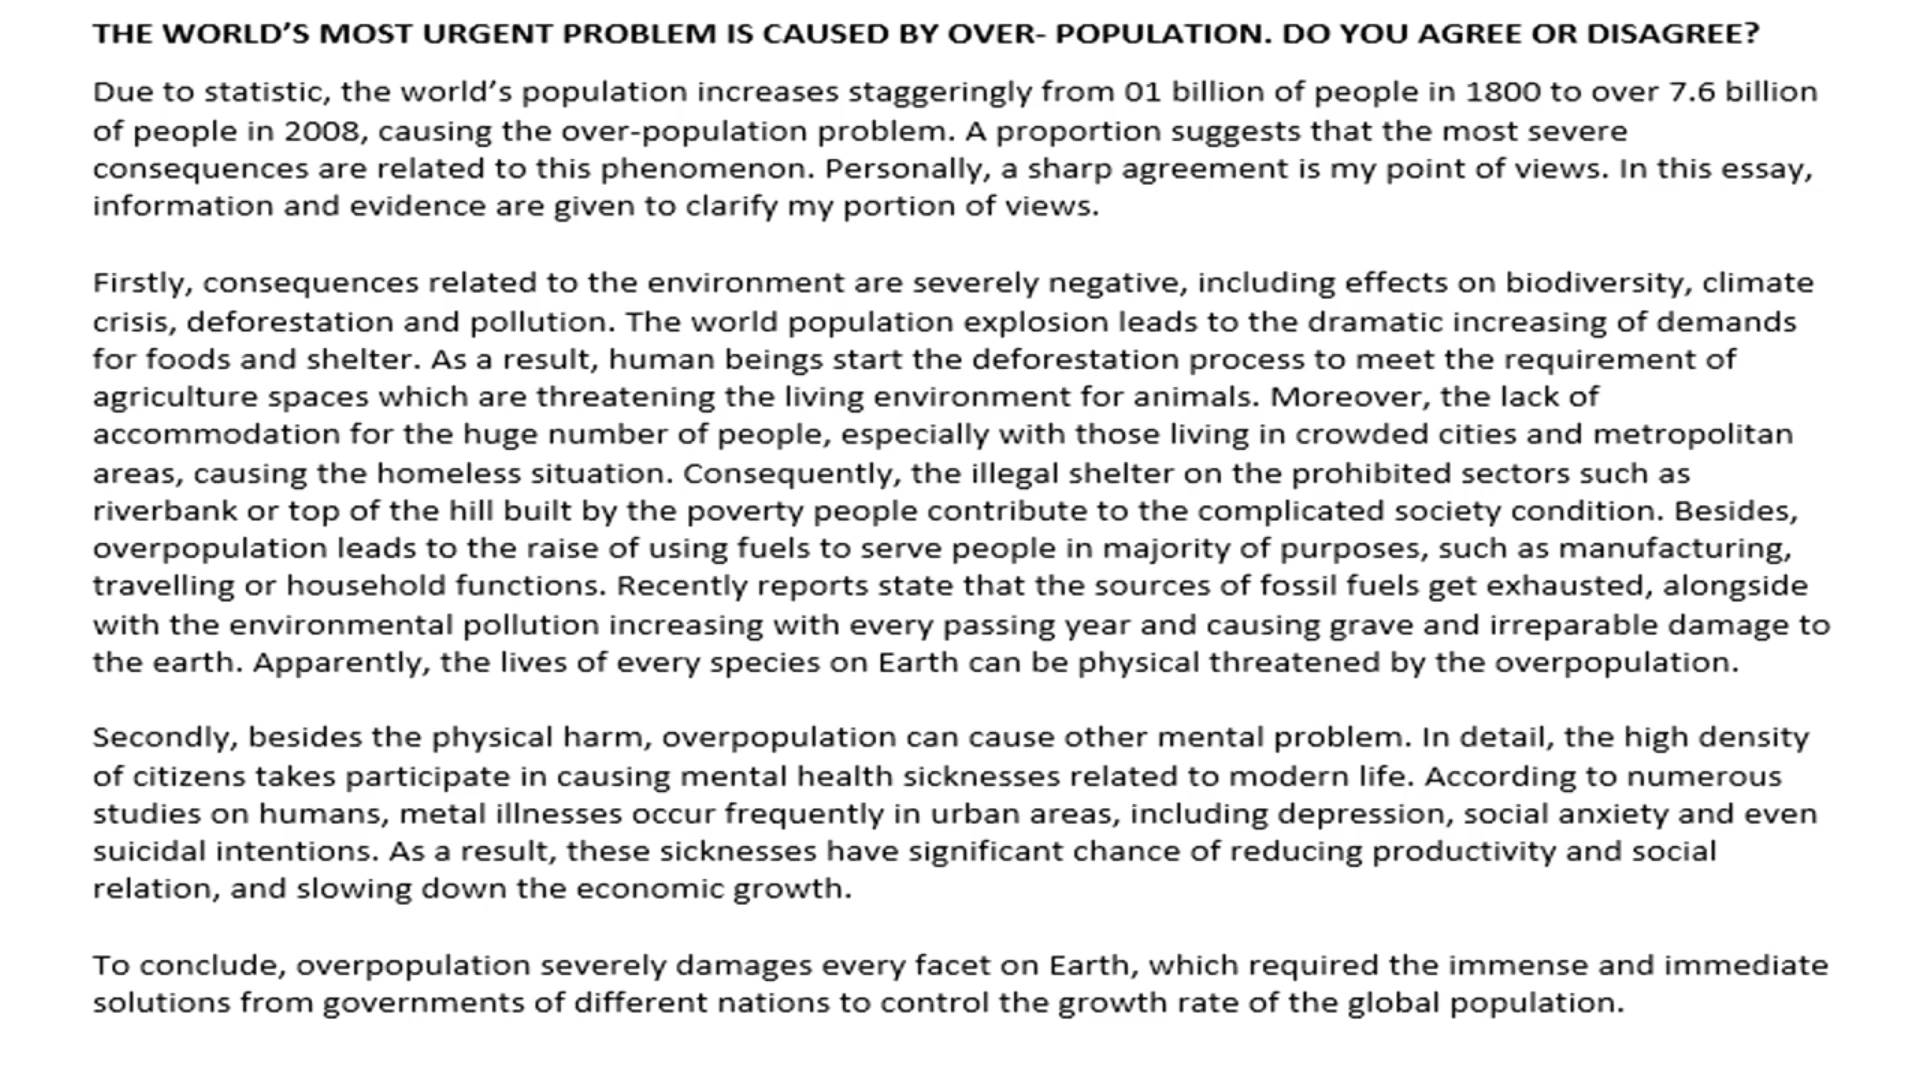 THE WORLD’S MOST URGENT PROBLEM IS CAUSED BY OVER- POPULATION. DO YOU AGREE OR DISAGREE?
Due to statistic, the world’s population increases staggeringly from 01 billion of people in 1800 to over 7.6 billion
of people in 2008, causing the over-population problem. A proportion suggests that the most severe
consequences are related to this phenomenon. Personally, a sharp agreement is my point of views. In this essay,
information and evidence are given to clarify my portion of views.
Firstly, consequences related to the environment are severely negative, including effects on biodiversity, climate
crisis, deforestation and pollution. The world population explosion leads to the dramatic increasing of demands
for foods and shelter. As a result, human beings start the deforestation process to meet the requirement of
agriculture spaces which are threatening the living environment for animals. Moreover, the lack of
accommodation for the huge number of people, especially with those living in crowded cities and metropolitan
areas, causing the homeless situation. Consequently, the illegal shelter on the prohibited sectors such as
riverbank or top of the hill built by the poverty people contribute to the complicated society condition. Besides,
overpopulation leads to the raise of using fuels to serve people in majority of purposes, such as manufacturing,
travelling or household functions. Recently reports state that the sources of fossil fuels get exhausted, alongside
with the environmental pollution increasing with every passing year and causing grave and irreparable damage to
the earth. Apparently, the lives of every species on Earth can be physical threatened by the overpopulation.
Secondly, besides the physical harm, overpopulation can cause other mental problem. In detail, the high density
of citizens takes participate in causing mental health sicknesses related to modern life. According to numerous
studies on humans, metal illnesses occur frequently in urban areas, including depression, social anxiety and even
suicidal intentions. As a result, these sicknesses have significant chance of reducing productivity and social
relation, and slowing down the economic growth.
To conclude, overpopulation severely damages every facet on Earth, which required the immense and immediate
solutions from governments of different nations to control the growth rate of the global population.